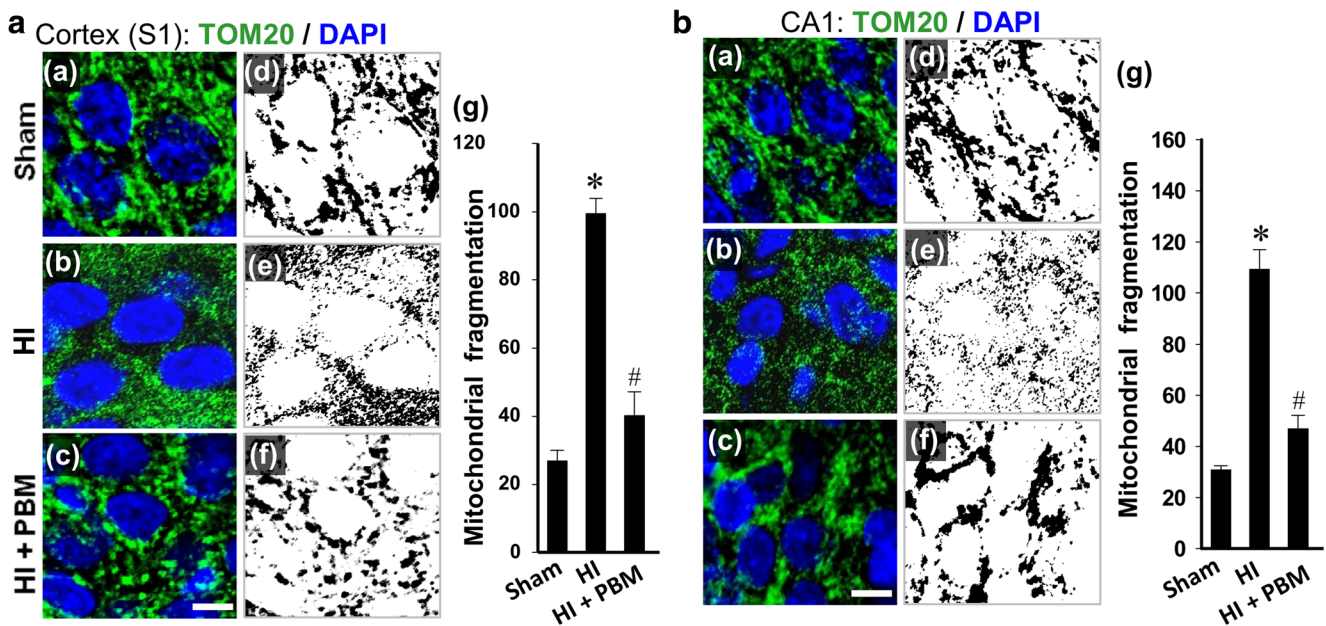 a Cortex (S1): TOM20 / DAPI
Sham
(a)
(d)
HI
(b)
(e)
HI + PBM
(c)
(f)
(g)
Mitochondrial fragmentation
120
100
80
60
40
20
0
*
#
Sham
HI
HI + PBM
b CA1: TOM20 / DAPI
(a)
(d)
(b)
(e)
(c)
(f)
(g)
Mitochondrial fragmentation
160
140
120
100
80
60
40
20
0
*
#
Sham
HI
HI + PBM